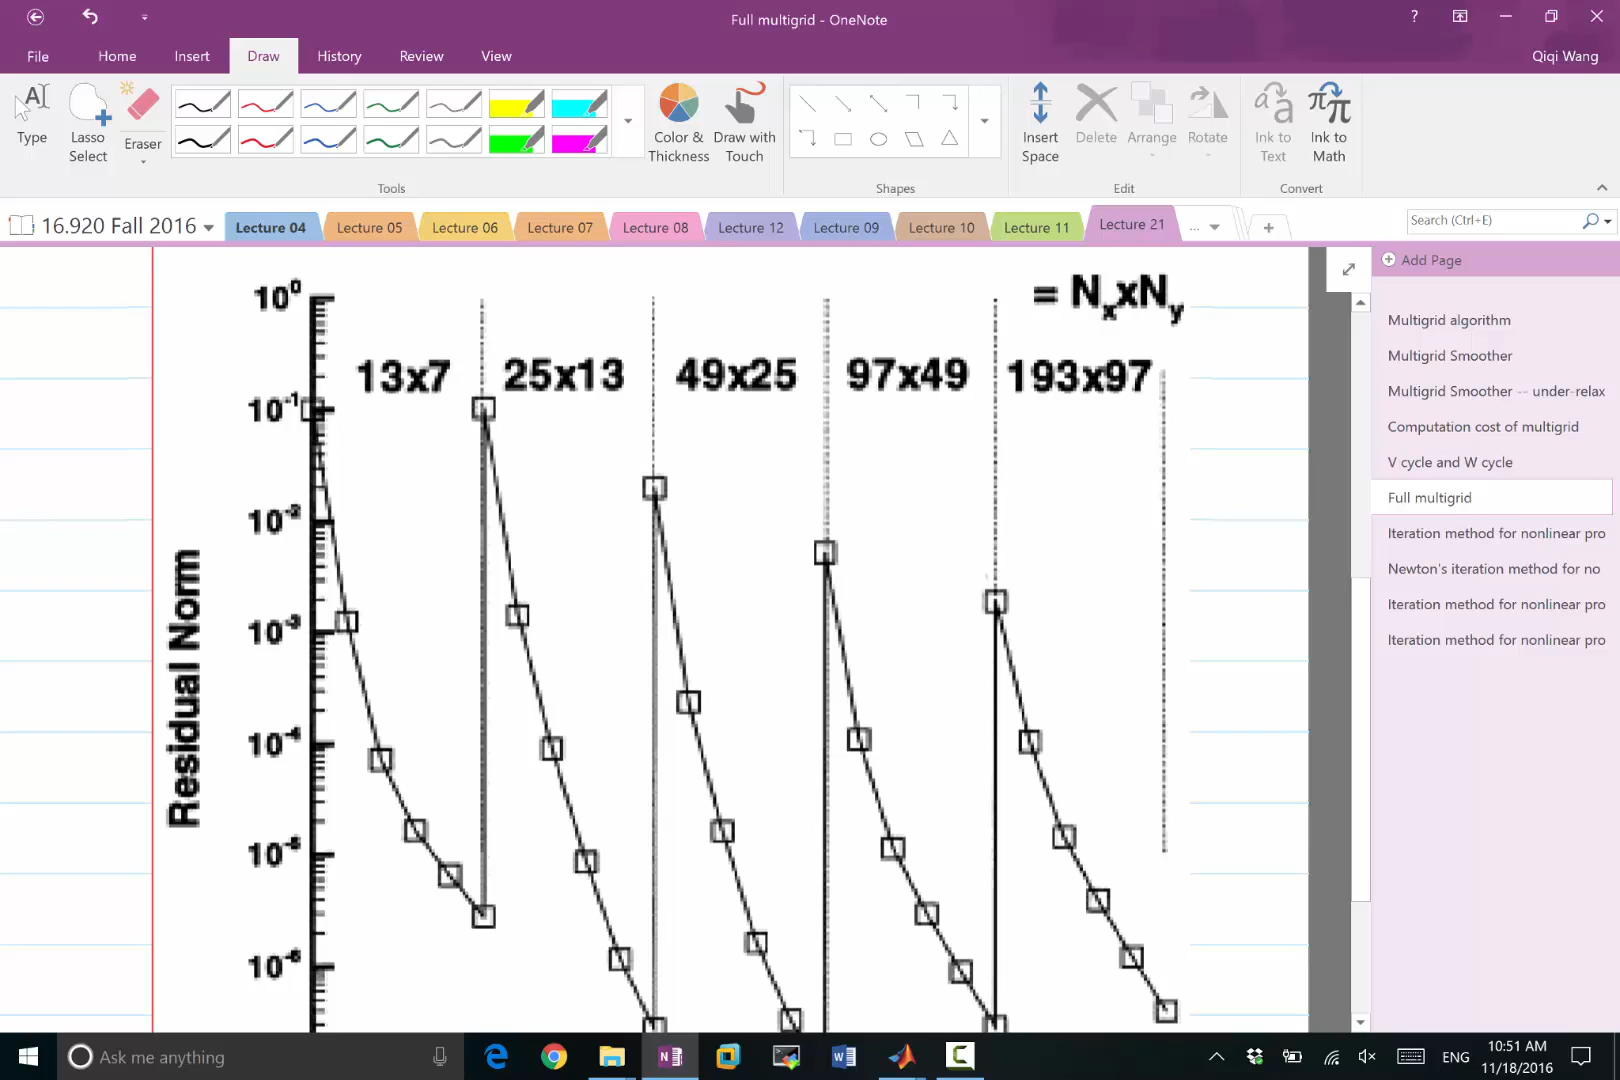 Full multigrid - OneNote
?
File Home Insert Draw History Review View
Qiqi Wang
Type
Lasso Select
Eraser
Color & Thickness
Draw with Touch
Insert Space
Delete
Arrange
Rotate
Ink to Text
Ink to Math
Tools
Shapes
Edit
Convert
16.920 Fall 2016
Lecture 04
Lecture 05
Lecture 06
Lecture 07
Lecture 08
Lecture 12
Lecture 09
Lecture 10
Lecture 11
Lecture 21
...
Search (Ctrl+E)
Add Page
Multigrid algorithm
Multigrid Smoother
Multigrid Smoother -- under-relax
Computation cost of multigrid
V cycle and W cycle
Full multigrid
Iteration method for nonlinear pro
Newton's iteration method for no
Iteration method for nonlinear pro
Iteration method for nonlinear pro
= NₓxNᵧ
13x7 25x13 49x25 97x49 193x97
Residual Norm
10⁰
10⁻¹
10⁻²
10⁻³
10⁻⁴
10⁻⁵
10⁻⁶
Ask me anything
ENG
10:51 AM
11/18/2016